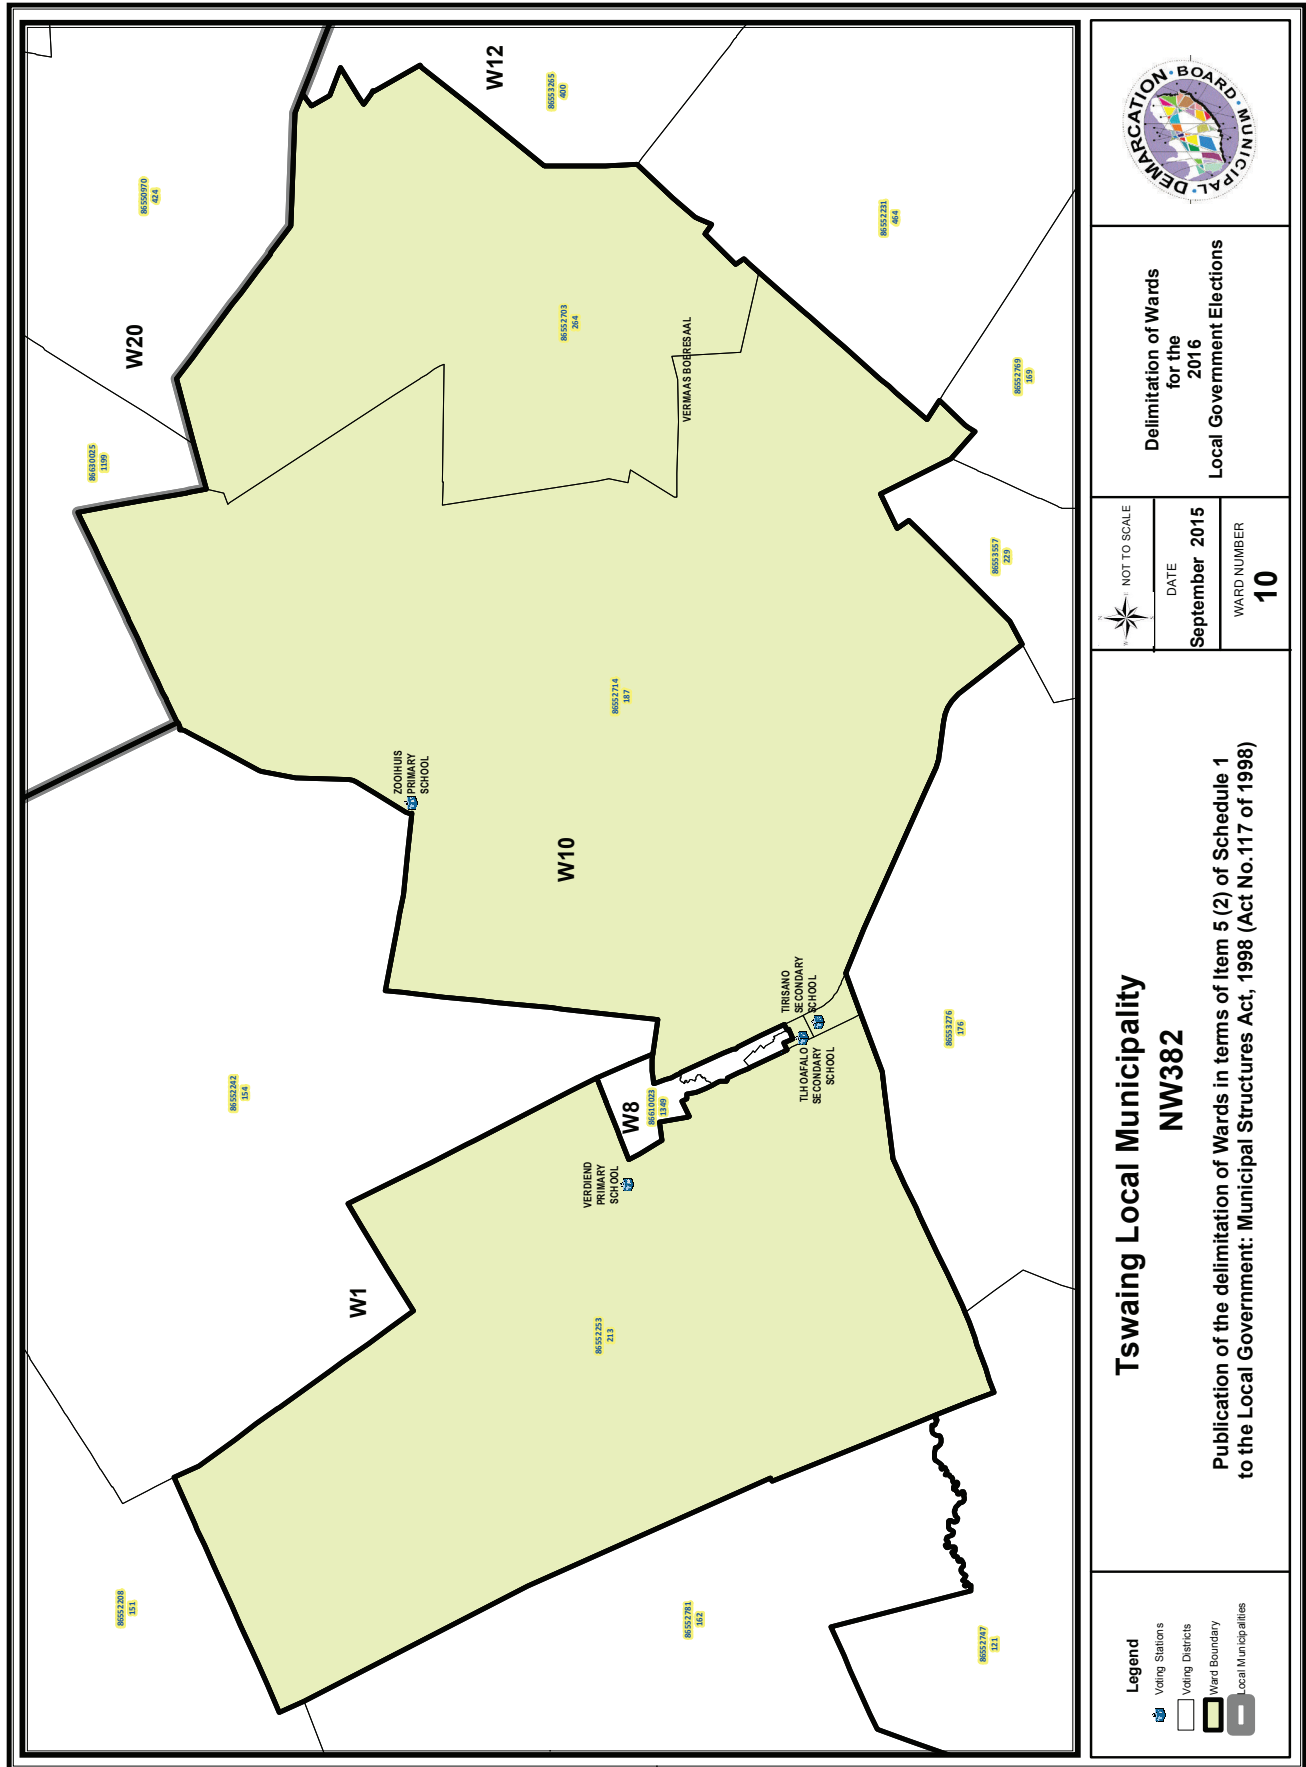 W12
86553265
400
86550970
424
W20
86552231
464
86552703
264
VERMAAS BOERESAAL
86630025
1199
86552769
169
86553557
229
86552714
187
ZOOIHUIS
PRIMARY
SCHOOL
W10
TIRISANO
SECONDARY
SCHOOL
TLHOAFALO
SECONDARY
SCHOOL
86553276
176
86552242
154
W8
86610023
1349
VERDIEND
PRIMARY
SCHOOL
W1
86552253
213
86552208
151
86552781
162
86552747
121
Legend
Voting Stations
Voting Districts
Ward Boundary
Local Municipalities
Tswaing Local Municipality
NW382
Publication of the delimitation of Wards in terms of Item 5 (2) of Schedule 1
to the Local Government: Municipal Structures Act, 1998 (Act No.117 of 1998)
NOT TO SCALE
DATE
September 2015
WARD NUMBER
10
Delimitation of Wards
for the
2016
Local Government Elections
MUNICIPAL • DEMARCATION • BOARD •